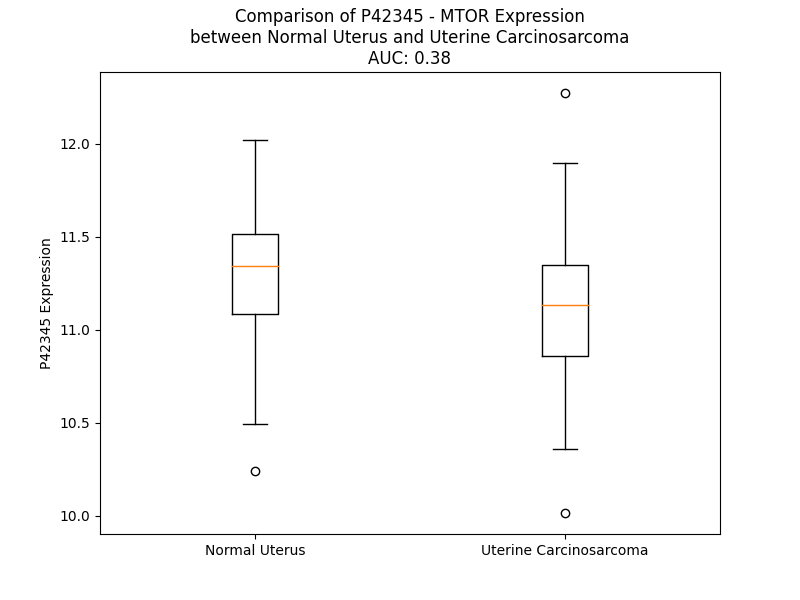 Comparison of P42345 - MTOR Expression
between Normal Uterus and Uterine Carcinosarcoma
AUC: 0.38
12.0
11.5
11.0
10.5
10.0
P42345 Expression
Normal Uterus
Uterine Carcinosarcoma